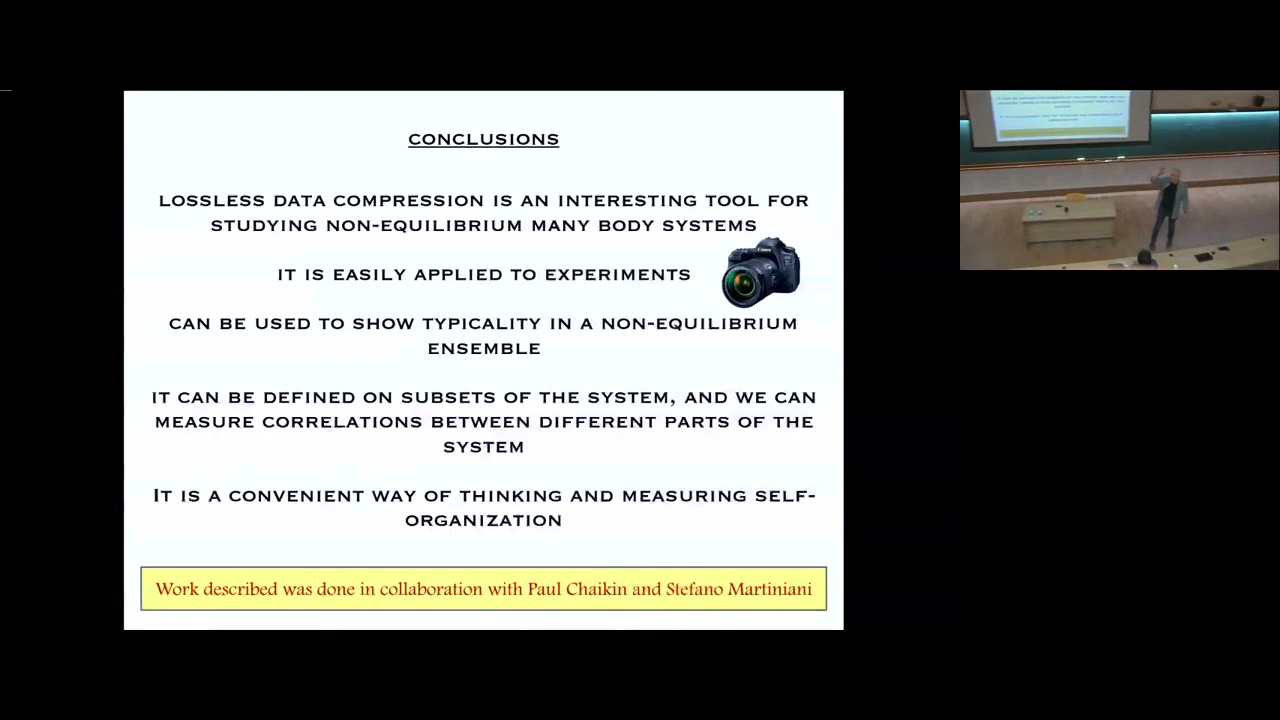 CONCLUSIONS
LOSSLESS DATA COMPRESSION IS AN INTERESTING TOOL FOR
STUDYING NON-EQUILIBRIUM MANY BODY SYSTEMS
IT IS EASILY APPLIED TO EXPERIMENTS
CAN BE USED TO SHOW TYPICALITY IN A NON-EQUILIBRIUM
ENSEMBLE
IT CAN BE DEFINED ON SUBSETS OF THE SYSTEM, AND WE CAN
MEASURE CORRELATIONS BETWEEN DIFFERENT PARTS OF THE
SYSTEM
IT IS A CONVENIENT WAY OF THINKING AND MEASURING SELF-
ORGANIZATION
Work described was done in collaboration with Paul Chaikin and Stefano Martiniani